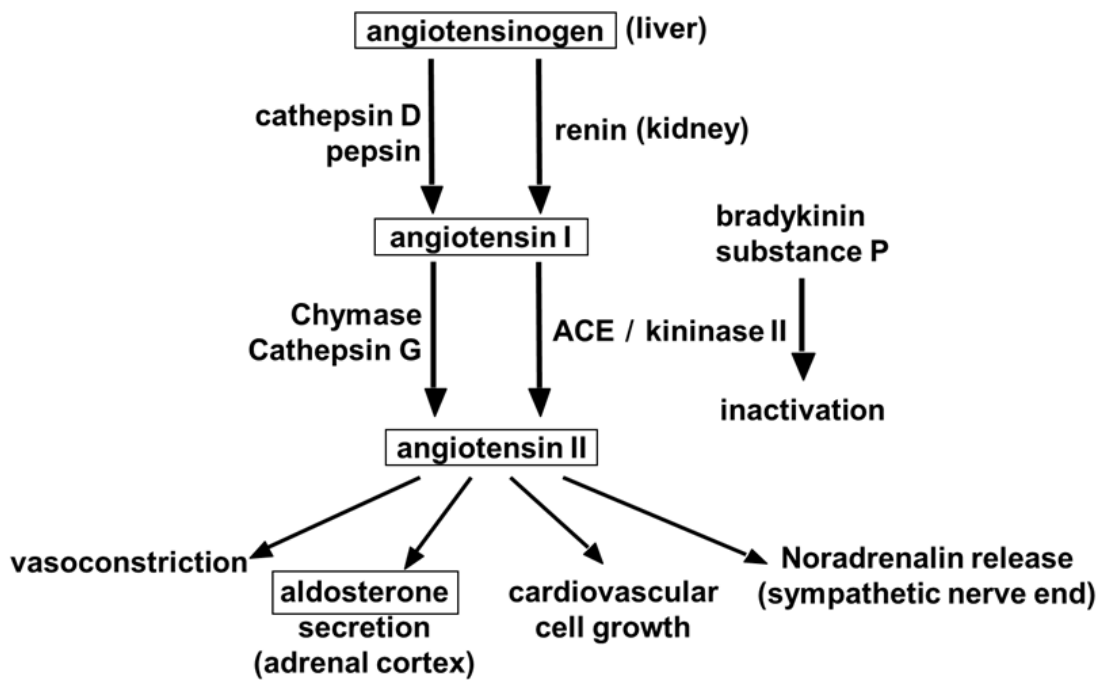 angiotensinogen (liver)
cathepsin D
pepsin
renin (kidney)
angiotensin I
bradykinin
substance P
Chymase
Cathepsin G
ACE / kininase II
inactivation
angiotensin II
vasoconstriction
aldosterone
secretion
(adrenal cortex)
cardiovascular
cell growth
Noradrenalin release
(sympathetic nerve end)